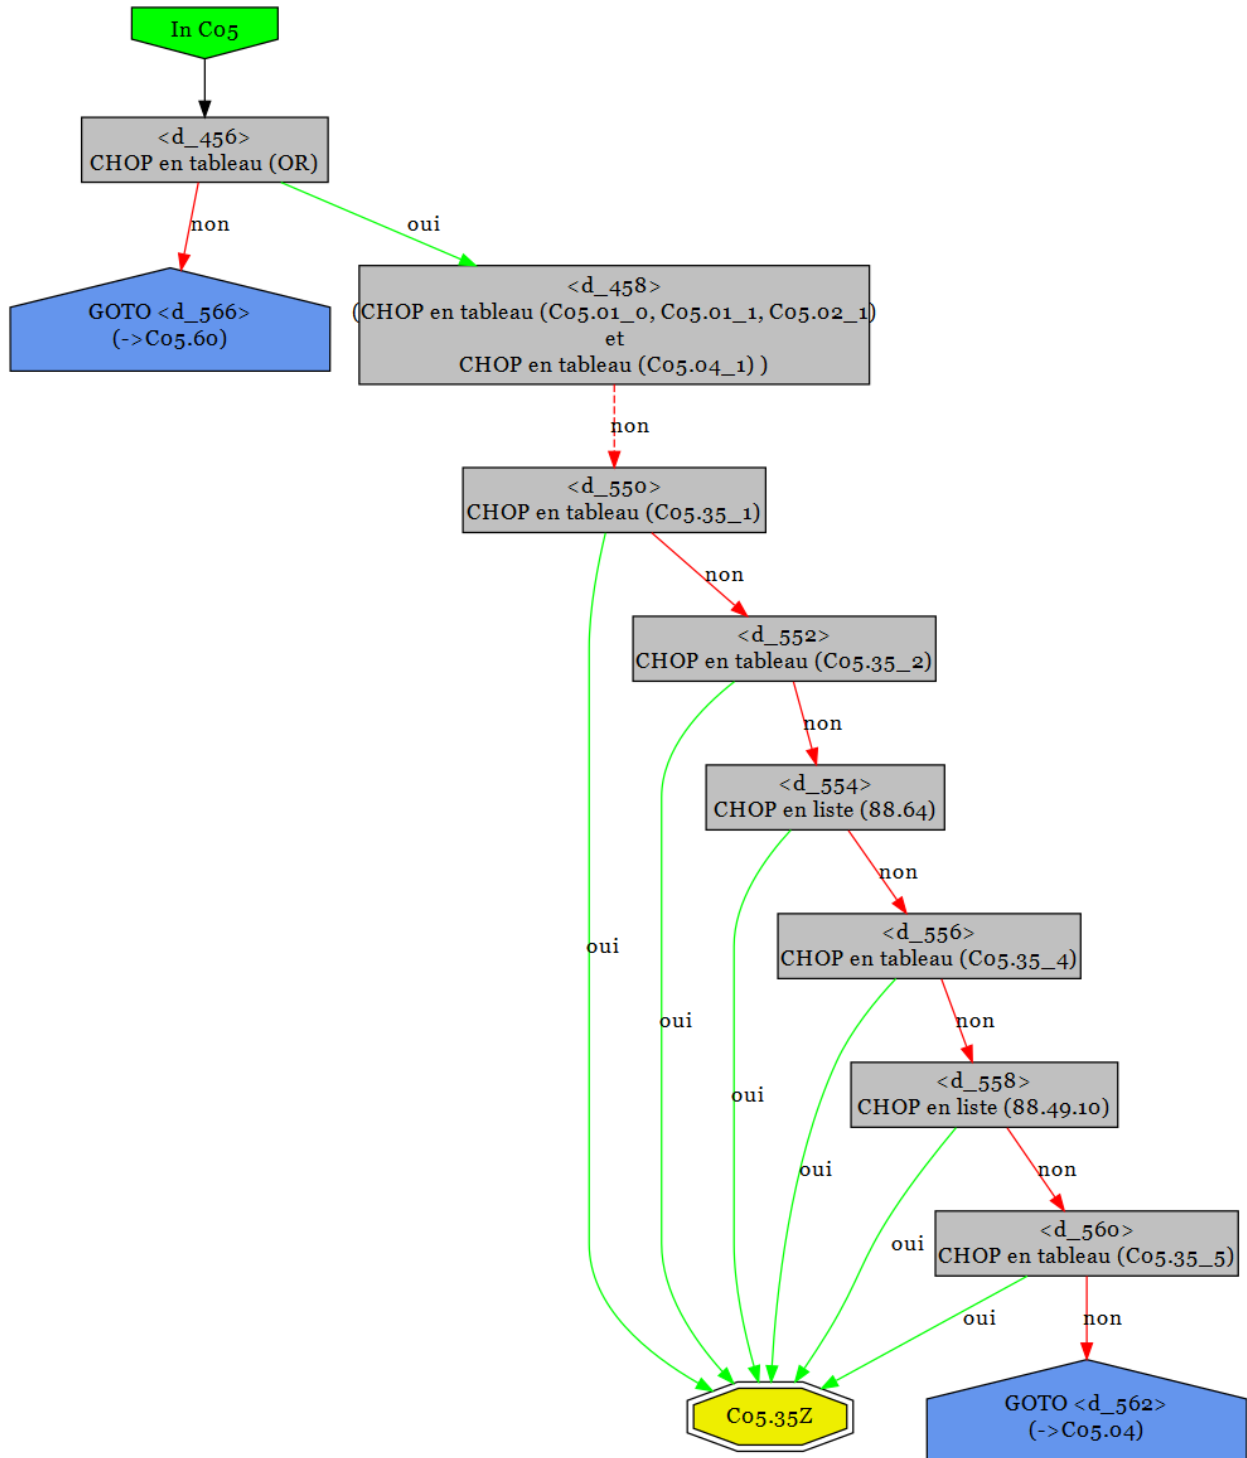 In C05
<d_456>
CHOP en tableau (OR)
non
oui
GOTO <d_566>
(->C05.60)
<d_458>
(CHOP en tableau (C05.01_0, C05.01_1, C05.02_1)
et
CHOP en tableau (C05.04_1) )
non
<d_550>
CHOP en tableau (C05.35_1)
non
<d_552>
CHOP en tableau (C05.35_2)
non
<d_554>
CHOP en liste (88.64)
non
<d_556>
CHOP en tableau (C05.35_4)
oui
oui
non
<d_558>
CHOP en liste (88.49.10)
oui
oui
non
<d_560>
CHOP en tableau (C05.35_5)
oui
oui
non
C05.35Z
GOTO <d_562>
(->C05.04)